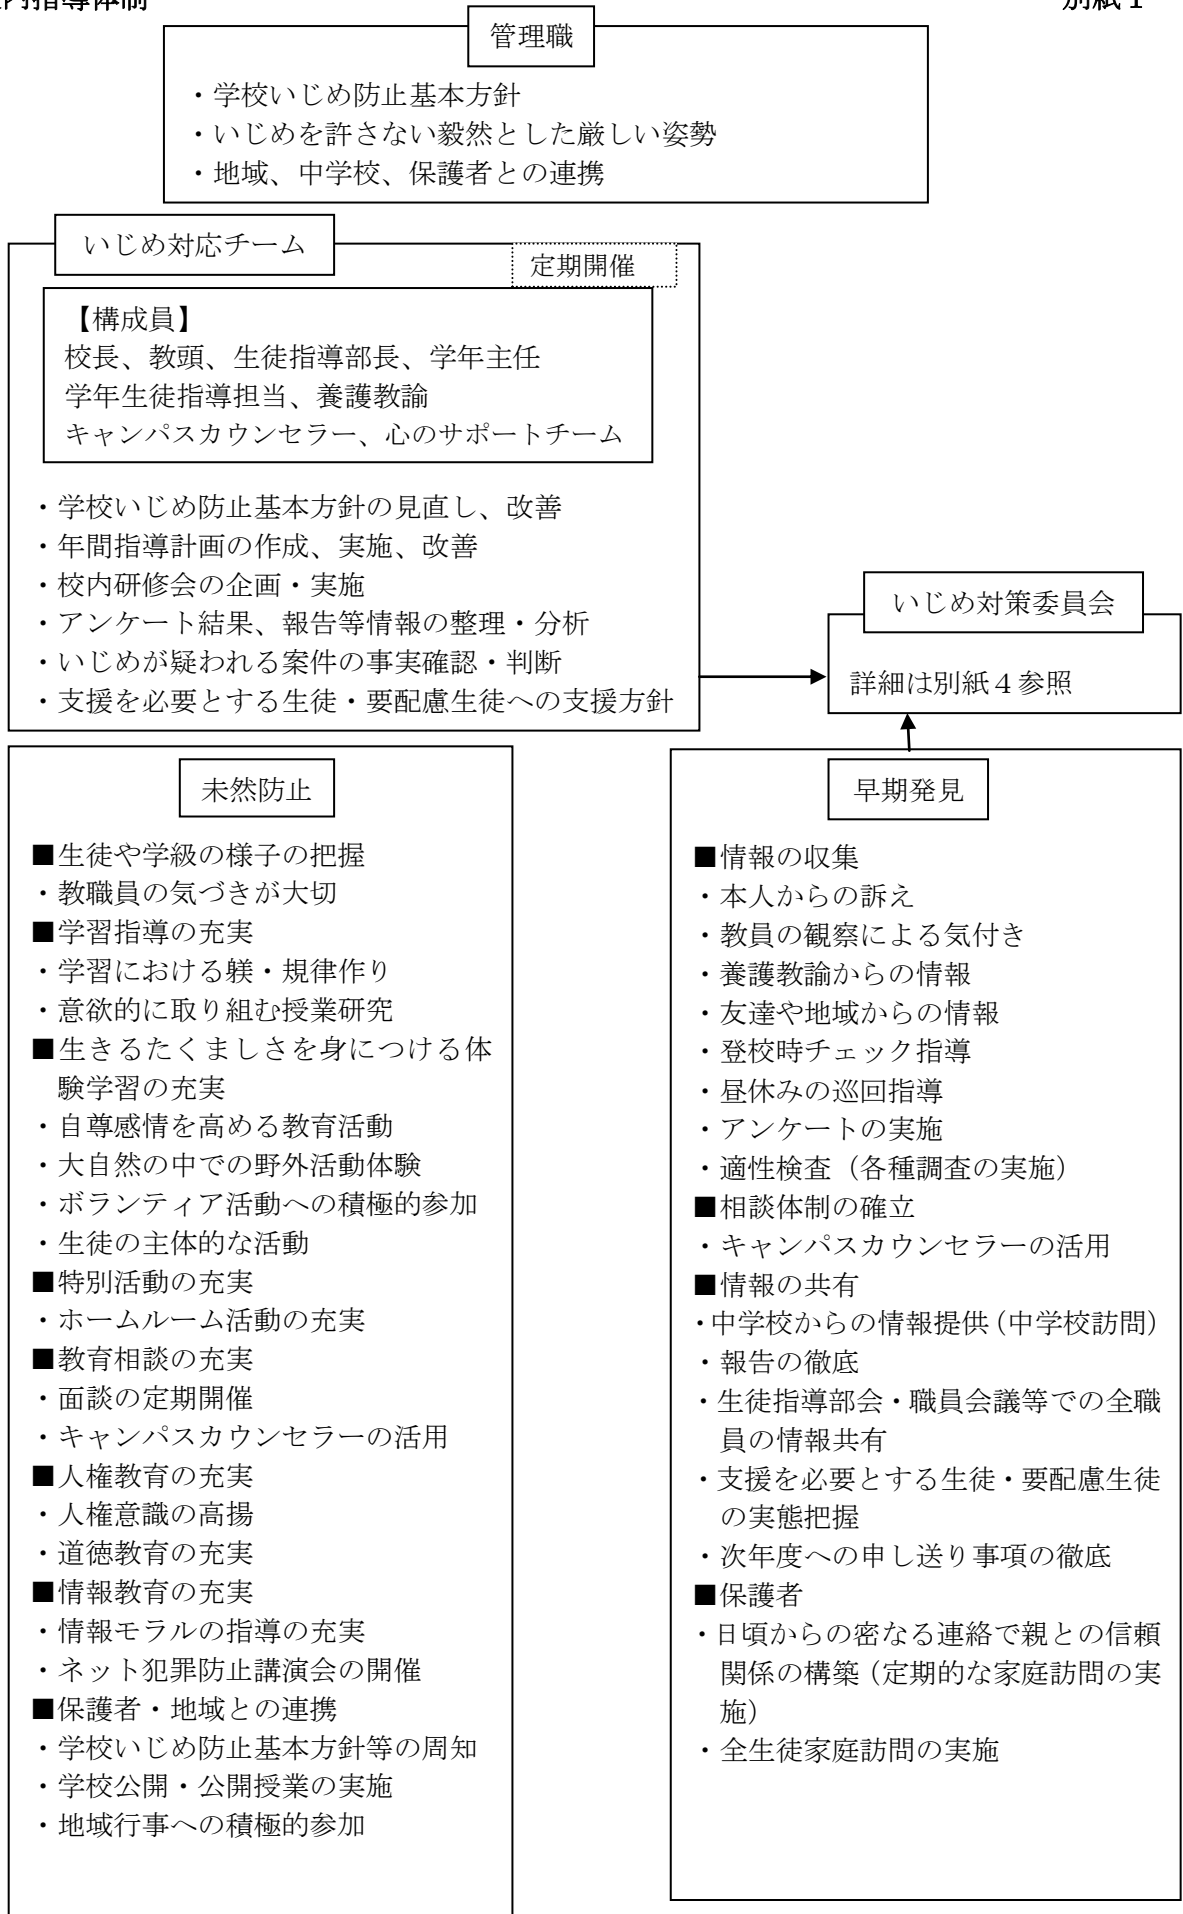 内指導体制
別紙1
管理職
・学校いじめ防止基本方針
・いじめを許さない毅然とした厳しい姿勢
・地域、中学校、保護者との連携
いじめ対応チーム
定期開催
【構成員】
校長、教頭、生徒指導部長、学年主任
学年生徒指導担当、養護教諭
キャンパスカウンセラー、心のサポートチーム
・学校いじめ防止基本方針の見直し、改善
・年間指導計画の作成、実施、改善
・校内研修会の企画・実施
・アンケート結果、報告等情報の整理・分析
・いじめが疑われる案件の事実確認・判断
・支援を必要とする生徒・要配慮生徒への支援方針
いじめ対策委員会
詳細は別紙4参照
未然防止
■生徒や学級の様子の把握
・教職員の気づきが大切
■学習指導の充実
・学習における躾・規律作り
・意欲的に取り組む授業研究
■生きるたくましさを身につける体
験学習の充実
・自尊感情を高める教育活動
・大自然の中での野外活動体験
・ボランティア活動への積極的参加
・生徒の主体的な活動
■特別活動の充実
・ホームルーム活動の充実
■教育相談の充実
・面談の定期開催
・キャンパスカウンセラーの活用
■人権教育の充実
・人権意識の高揚
・道徳教育の充実
■情報教育の充実
・情報モラルの指導の充実
・ネット犯罪防止講演会の開催
■保護者・地域との連携
・学校いじめ防止基本方針等の周知
・学校公開・公開授業の実施
・地域行事への積極的参加
早期発見
■情報の収集
・本人からの訴え
・教員の観察による気付き
・養護教諭からの情報
・友達や地域からの情報
・登校時チェック指導
・昼休みの巡回指導
・アンケートの実施
・適性検査（各種調査の実施）
■相談体制の確立
・キャンパスカウンセラーの活用
■情報の共有
・中学校からの情報提供（中学校訪問）
・報告の徹底
・生徒指導部会・職員会議等での全職
員の情報共有
・支援を必要とする生徒・要配慮生徒
の実態把握
・次年度への申し送り事項の徹底
■保護者
・日頃からの密なる連絡で親との信頼
関係の構築（定期的な家庭訪問の実
施）
・全生徒家庭訪問の実施